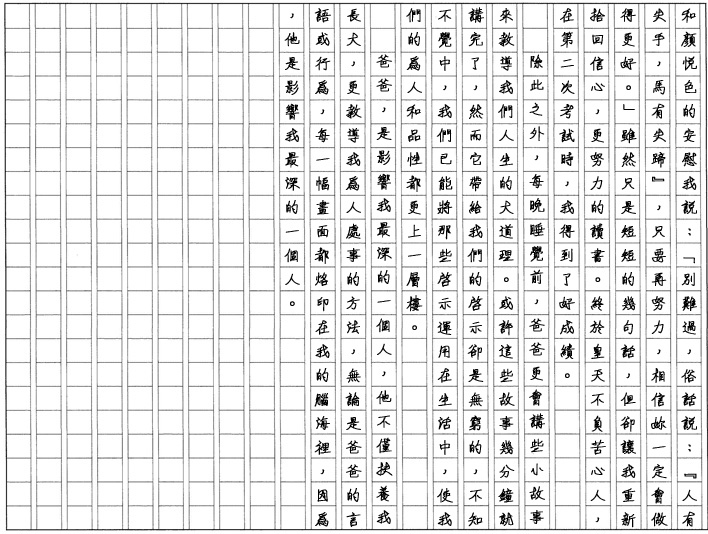 和顏悅色的安慰我說：「別難過，俗話說：『人有
失手，馬有失蹄』，只要再努力，相信妳一定會做
得更好。」雖然只是短短的幾句話，但卻讓我重新
拾回信心，更努力的讀書。終於皇天不負苦心人，
在第二次考試時，我得到了好成績。
除此之外，每晚睡覺前，爸爸更會講些小故事
來教導我們人生的大道理。或許這些故事幾分鐘就
講完了，然而它帶給我們的啓示卻是無窮的，不知
不覺中，我們已能將那些啓示運用在生活中，使我
們的為人和品性都更上一層樓。
爸爸，是影響我最深的一個人，他不僅扶養我
長大，更教導我為人處事的方法，無論是爸爸的言
語或行為，每一幅畫面都烙印在我的腦海裡，因為
，他是影響我最深的一個人。